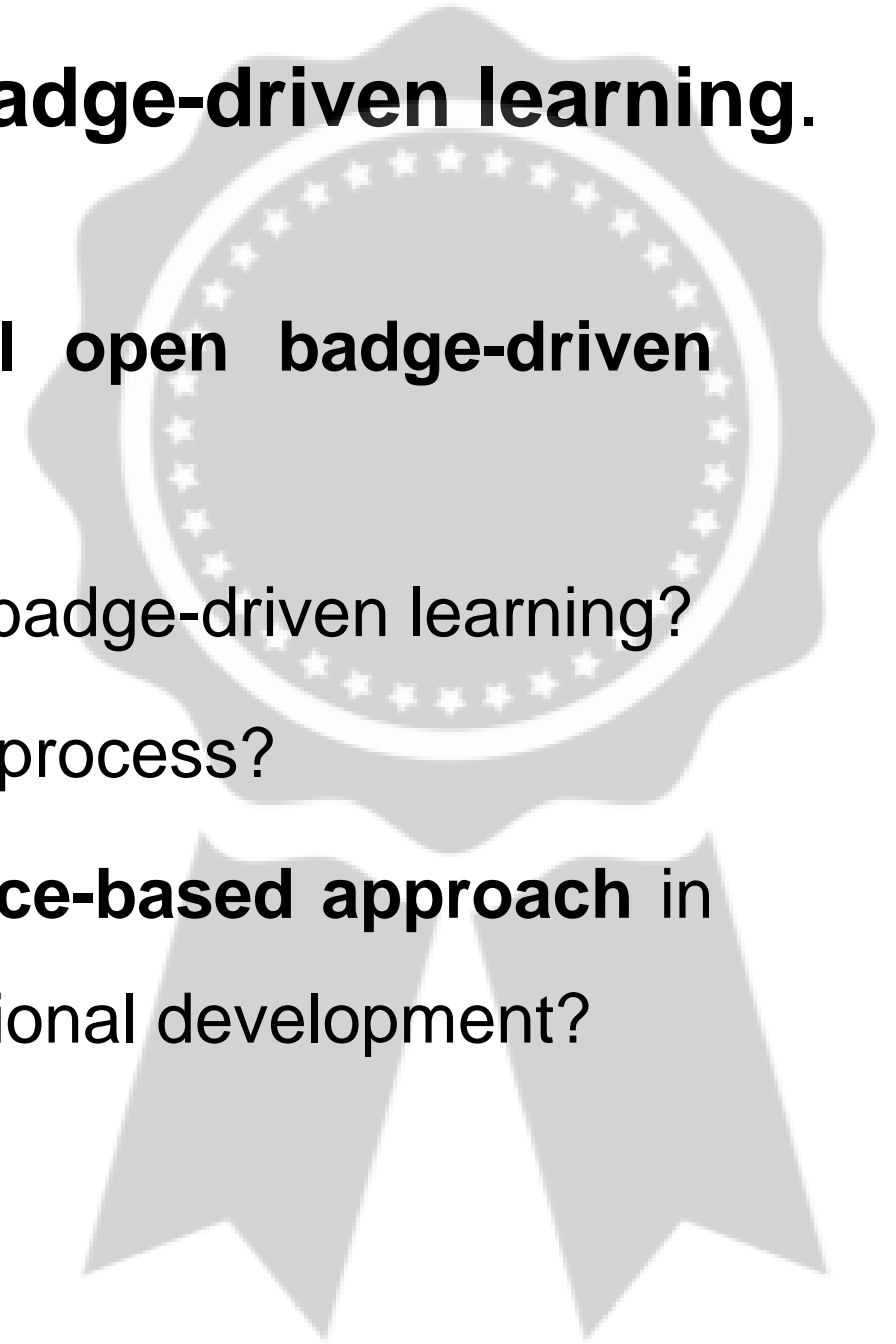 adge-driven learning.
l open badge-driven
badge-driven learning?
process?
ce-based approach in
ional development?